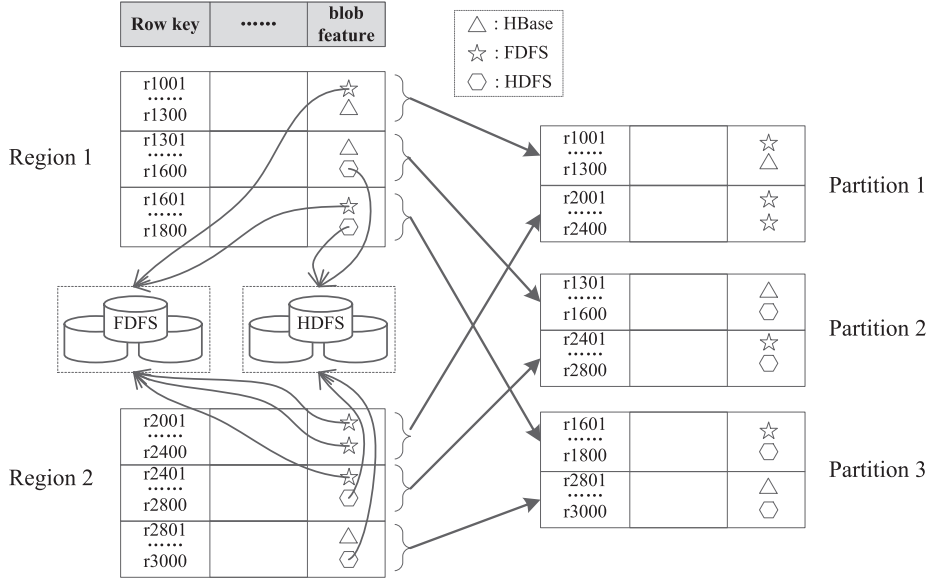 Row key
······
blob
feature
: HBase
: FDFS
: HDFS
Region 1
r1001
······
r1300
r1301
······
r1600
r1601
······
r1800
FDFS
HDFS
Region 2
r2001
······
r2400
r2401
······
r2800
r2801
······
r3000
Partition 1
r1001
······
r1300
r2001
······
r2400
Partition 2
r1301
······
r1600
r2401
······
r2800
Partition 3
r1601
······
r1800
r2801
······
r3000